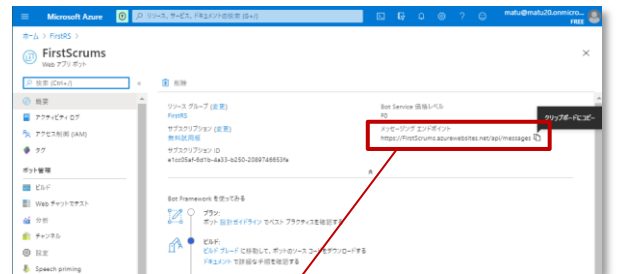 Microsoft Azure
リソース、サービス、ドキュメントの検索 (G+/)
matu@matu20.onmicro...
FREE
ホーム > FirstRS >
FirstScrums
Web アプリ ボット
検索 (Ctrl+/)
削除
概要
アクティビティ ログ
アクセス制御 (IAM)
タグ
ボット管理
ビルド
Web チャットでテスト
分析
チャンネル
設定
Speech priming
リソース グループ (変更)
FirstRS
サブスクリプション (変更)
無料試用版
サブスクリプション ID
Bot Service 価格レベル
F0
クリップボードにコピー
メッセージング エンドポイント
https://FirstScrums.azurewebsites.net/api/messages
Bot Framework を使ってみる
プラン:
ボット 設計ガイドライン でベスト プラクティスを確認する
ビルド:
ビルド ブレード に移動して、ボットのソース コードをダウンロードする
ドキュメント で詳細な手順を確認する